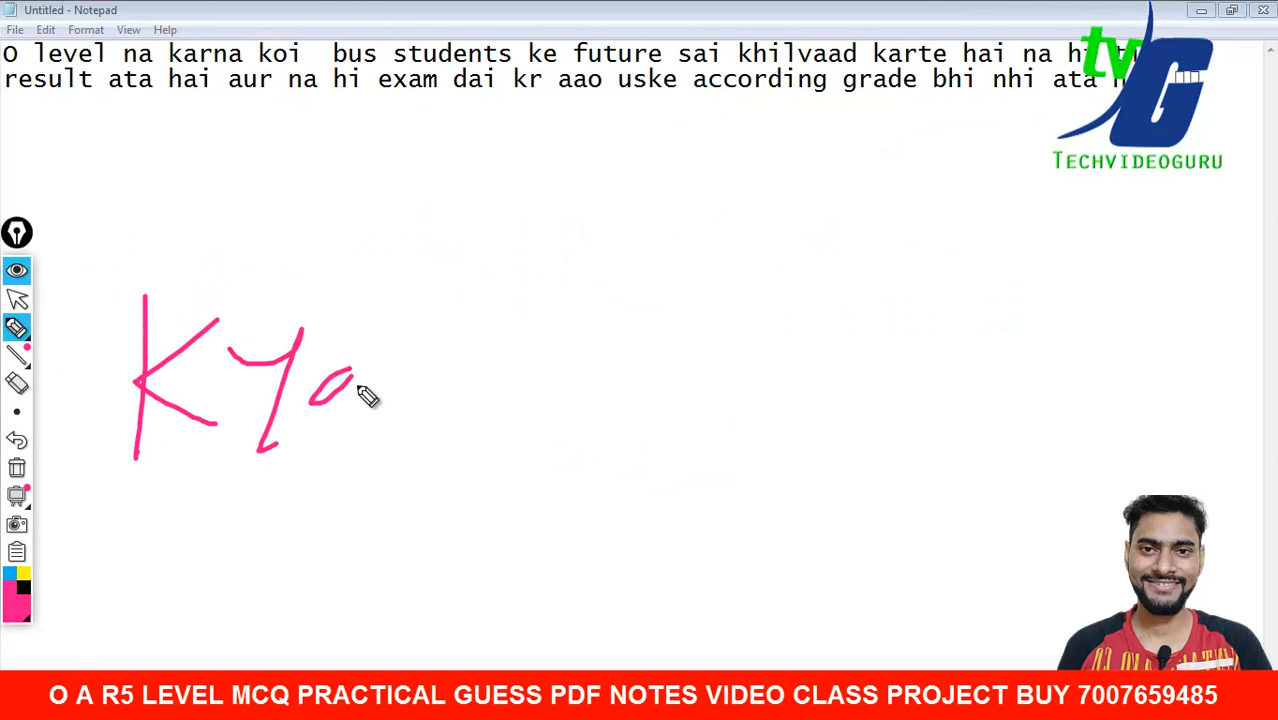 Untitled - Notepad
File Edit Format View Help
O level na karna koi bus students ke future sai khilvaad karte hai na hi
result ata hai aur na hi exam dai kr aao uske according grade bhi nhi ata
tv G
TECHVIDEOGURU
KYo
O A R5 LEVEL MCQ PRACTICAL GUESS PDF NOTES VIDEO CLASS PROJECT BUY 7007659485